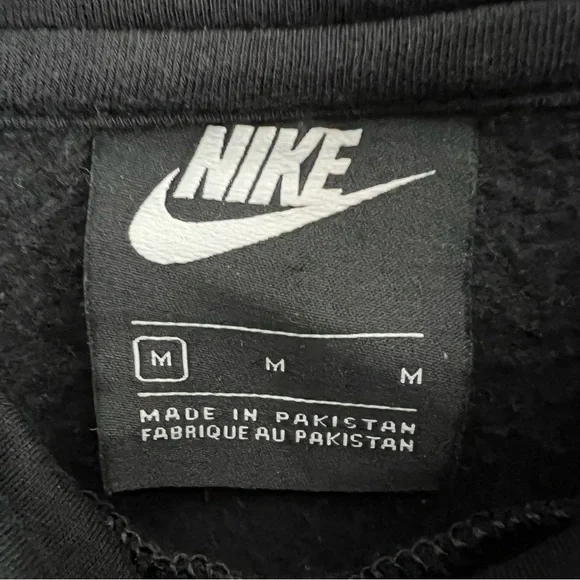 NIKE
M M M
MADE IN PAKISTAN
FABRIQUE AU PAKISTAN